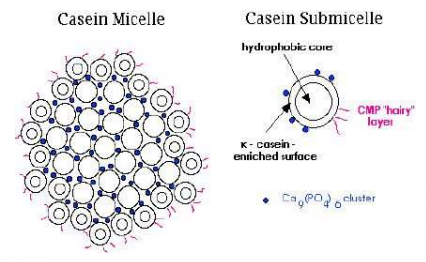 Casein Micelle
Casein Submicelle
hydrophobic core
CMP "hairy"
layer
κ - casein -
enriched surface
Ca9(PO4)6 cluster